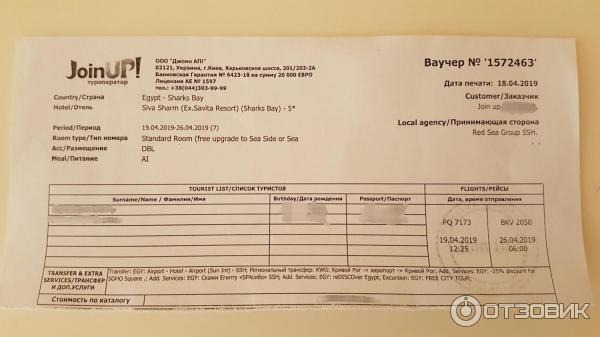 JoinUP!
туроператор
ООО "Джоин АП!"
02121, Украина, г.Киев, Харьковское шоссе, 201/203-2А
Банковская Гарантия № 6423-18 на сумму 20 000 ЕВРО
Лицензия АЕ № 1597
тел.: +38(044)303-99-99
Ваучер № '1572463'
Дата печати: 18.04.2019
Country/Страна Egypt - Sharks Bay
Customer/Заказчик
Hotel/Отель Siva Sharm (Ex.Savita Resort) (Sharks Bay) - 5*
Join up
Local agency/Принимающая сторона
Period/Период 19.04.2019-26.04.2019 (7)
Red Sea Group SSH.
Room type/Тип номера Standard Room (free upgrade to Sea Side or Sea
Acc/Размещение DBL
Meal/Питание AI
TOURIST LIST/СПИСОК ТУРИСТОВ FLIGHTS/РЕЙСЫ
Surname/Name / Фамилия/Имя Birthday/Дата рождения Passport/Паспорт Дата, время отправления
PQ 7173 BKV 2050
19.04.2019 26.04.2019
12:25 06:00
TRANSFER & EXTRA SERVICES/ТРАНСФЕР И ДОП.УСЛУГИ
Transfer: EGY: Airport - Hotel - Airport (Sun Int) - SSH; Региональный трансфер: KWG: Кривой Рог -> аэропорт -> Кривой Рог; Add. Services: EGY: -25% discount for
SOHO Square .; Add. Services: EGY: Скажи Египту «SPAсибо» SSH; Add. Services: EGY: reDISCOver Egypt; Excursion: EGY: FREE CITY TOUR;
Стоимость по каталогу
ОТЗОВИК